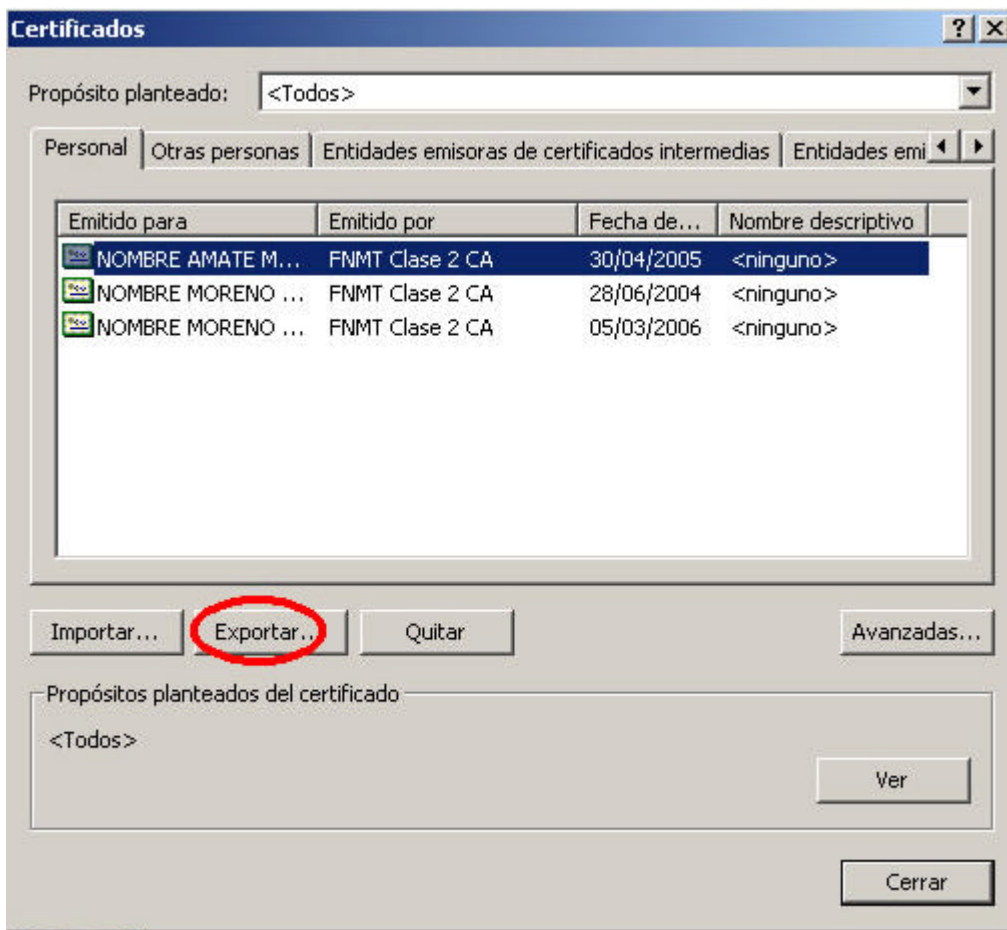 Certificados
Propósito planteado: <Todos>
Personal Otras personas Entidades emisoras de certificados intermedias Entidades emi
Emitido para Emitido por Fecha de... Nombre descriptivo
NOMBRE AMATE M... FNMT Clase 2 CA 30/04/2005 <ninguno>
NOMBRE MORENO ... FNMT Clase 2 CA 28/06/2004 <ninguno>
NOMBRE MORENO ... FNMT Clase 2 CA 05/03/2006 <ninguno>
Importar... Exportar... Quitar Avanzadas...
Propósitos planteados del certificado
<Todos>
Ver
Cerrar